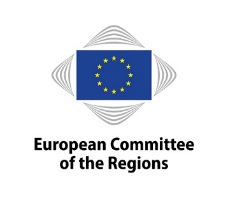 European Committee
of the Regions